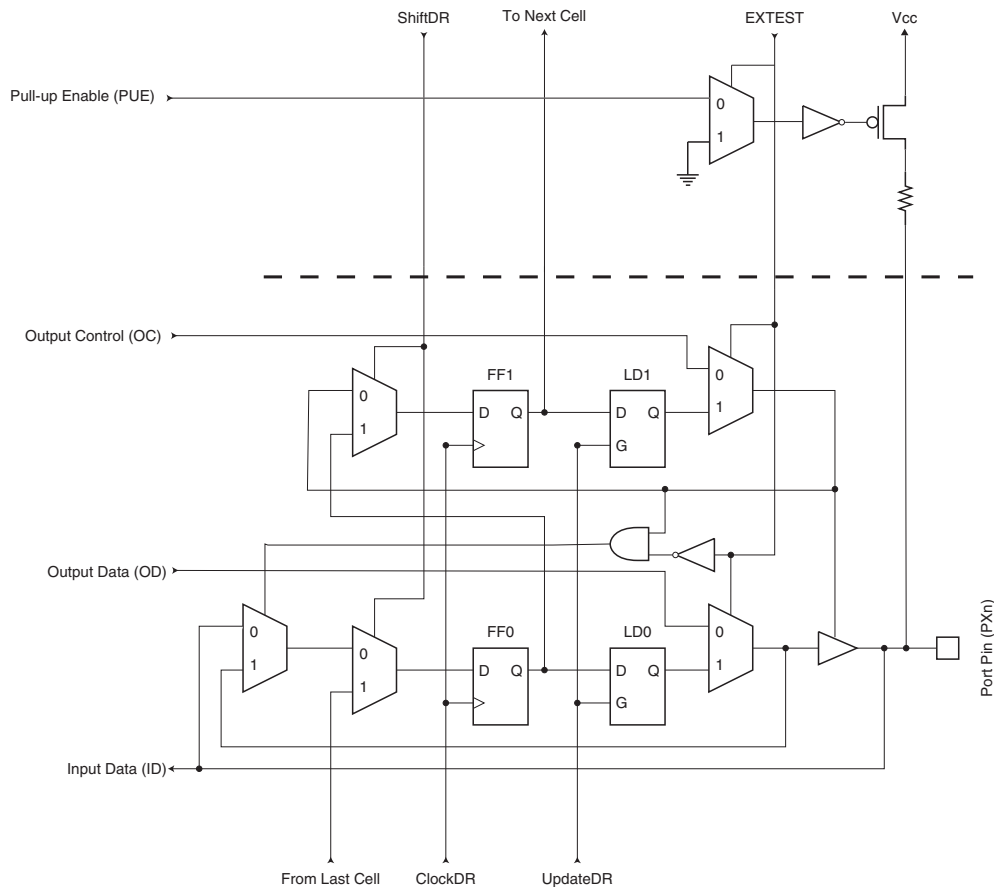 ShiftDR
To Next Cell
EXTEST
Vcc
Pull-up Enable (PUE)
0
1
Output Control (OC)
FF1
LD1
0
0
1
D Q
D Q
1
G
Output Data (OD)
FF0
LD0
0
0
0
1
D Q
D Q
1
1
G
Port Pin (PXn)
Input Data (ID)
From Last Cell
ClockDR
UpdateDR